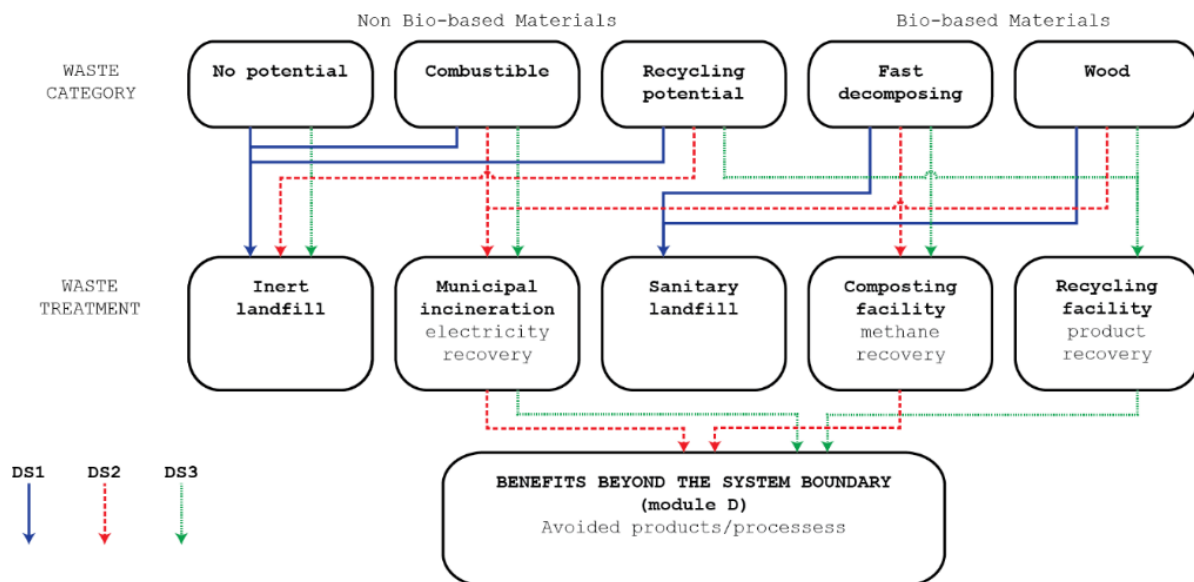 Non Bio-based Materials
Bio-based Materials
WASTE
CATEGORY
No potential
Combustible
Recycling
potential
Fast
decomposing
Wood
WASTE
TREATMENT
Inert
landfill
Municipal
incineration
electricity
recovery
Sanitary
landfill
Composting
facility
methane
recovery
Recycling
facility
product
recovery
DS1
DS2
DS3
BENEFITS BEYOND THE SYSTEM BOUNDARY
(module D)
Avoided products/processess